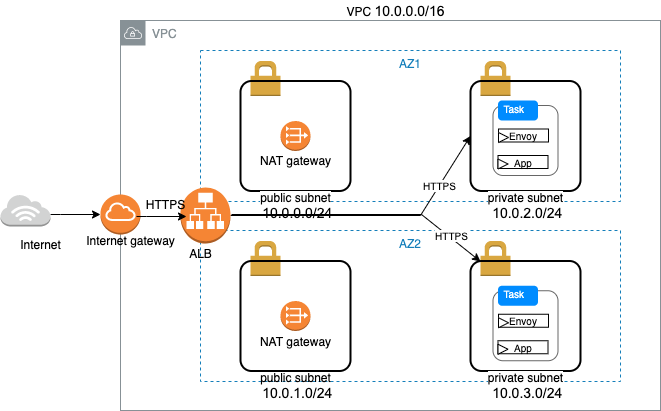 VPC 10.0.0.0/16
VPC
AZ1
NAT gateway
public subnet
10.0.0.0/24
Task
Envoy
App
private subnet
10.0.2.0/24
HTTPS
HTTPS
Internet
Internet gateway
ALB
HTTPS
AZ2
NAT gateway
public subnet
10.0.1.0/24
Task
Envoy
App
private subnet
10.0.3.0/24